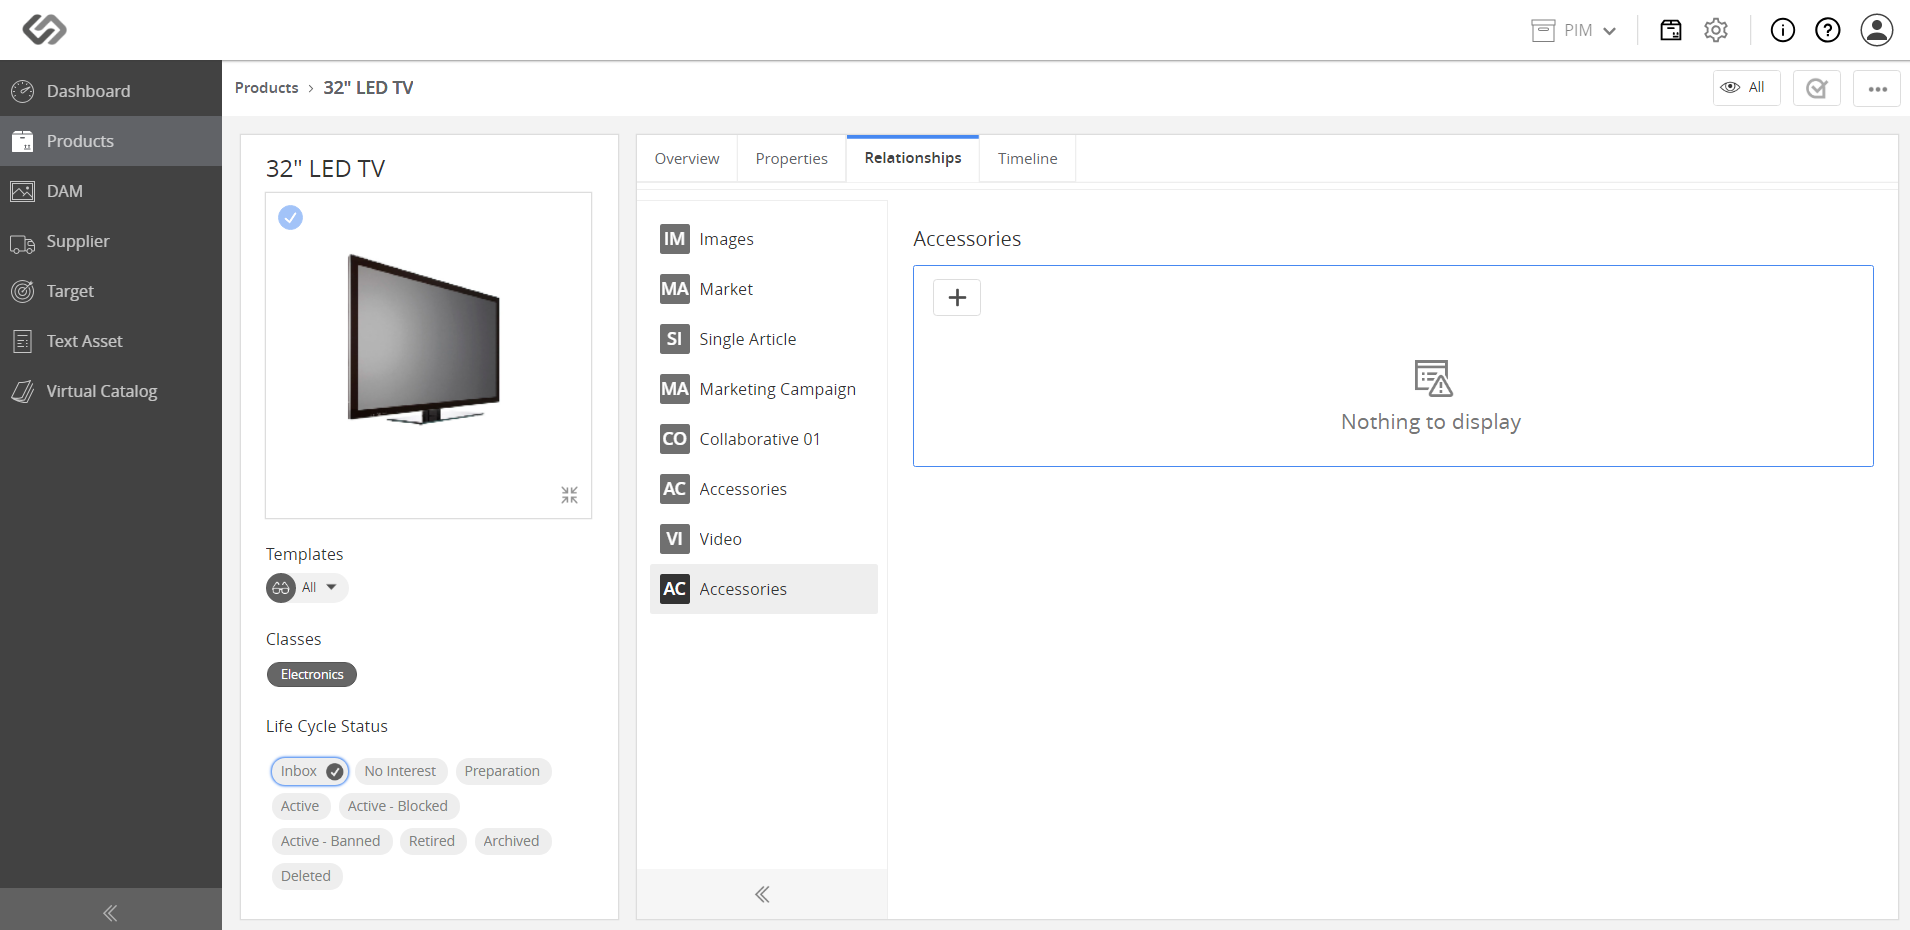 PIM
Dashboard
Products
DAM
Supplier
Target
Text Asset
Virtual Catalog
Products › 32" LED TV
All
32" LED TV
Templates
All
Classes
Electronics
Life Cycle Status
Inbox No Interest Preparation
Active Active - Blocked
Active - Banned Retired Archived
Deleted
Overview Properties Relationships Timeline
IM Images
MA Market
SI Single Article
MA Marketing Campaign
CO Collaborative 01
AC Accessories
VI Video
AC Accessories
Accessories
Nothing to display